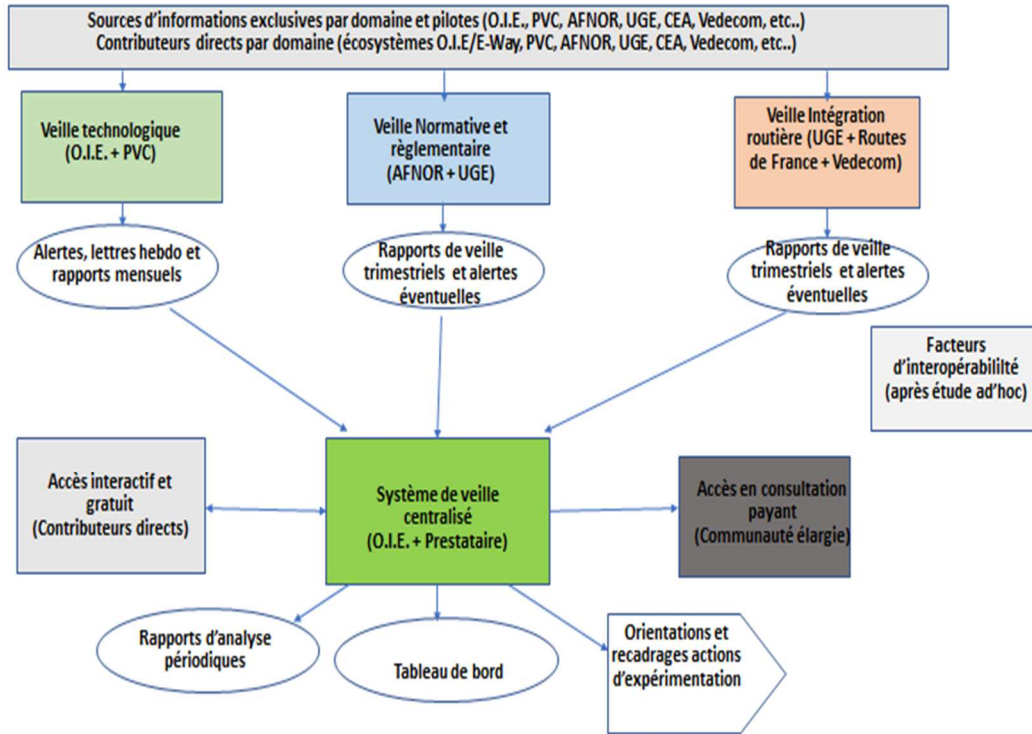 Sources d'informations exclusives par domaine et pilotes (O.I.E., PVC, AFNOR, UGE, CEA, Vedecom, etc..)
Contributeurs directs par domaine (écosystèmes O.I.E/E-Way, PVC, AFNOR, UGE, CEA, Vedecom, etc..)
Veille technologique
(O.I.E. + PVC)
Veille Normative et
règlementaire
(AFNOR + UGE)
Veille Intégration
routière (UGE + Routes
de France + Vedecom)
Alertes, lettres hebdo et
rapports mensuels
Rapports de veille
trimestriels et alertes
éventuelles
Rapports de veille
trimestriels et alertes
éventuelles
Facteurs
d'interopérabililté
(après étude ad'hoc)
Accès interactif et
gratuit
(Contributeurs directs)
Système de veille
centralisé
(O.I.E. + Prestataire)
Accès en consultation
payant
(Communauté élargie)
Rapports d'analyse
périodiques
Tableau de bord
Orientations et
recadrages actions
d'expérimentation